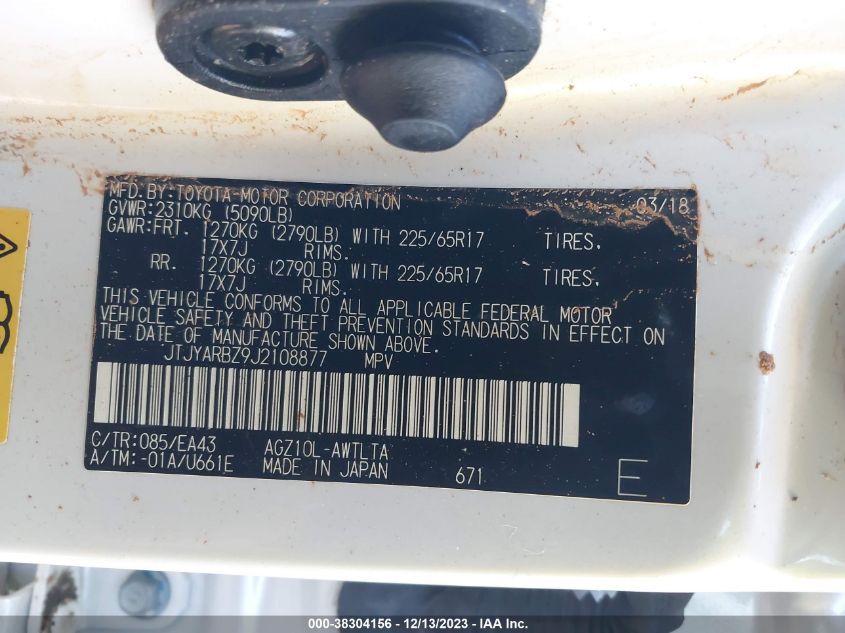 MFD. BY:TOYOTA-MOTOR CORPORATION 03/18
GVWR:2310KG (5090LB)
GAWR:FRT. 1270KG (2790LB) WITH 225/65R17 TIRES.
17X7J RIMS.
RR. 1270KG (2790LB) WITH 225/65R17 TIRES.
17X7J RIMS.
THIS VEHICLE CONFORMS TO ALL APPLICABLE FEDERAL MOTOR
VEHICLE SAFETY AND THEFT PREVENTION STANDARDS IN EFFECT ON
THE DATE OF MANUFACTURE SHOWN ABOVE.
JTJYARBZ9J2108877 MPV
C/TR:085/EA43 AGZ10L-AWTLTA
A/TM:-01A/U661E MADE IN JAPAN 671 E
000-38304156 - 12/13/2023 - IAA Inc.